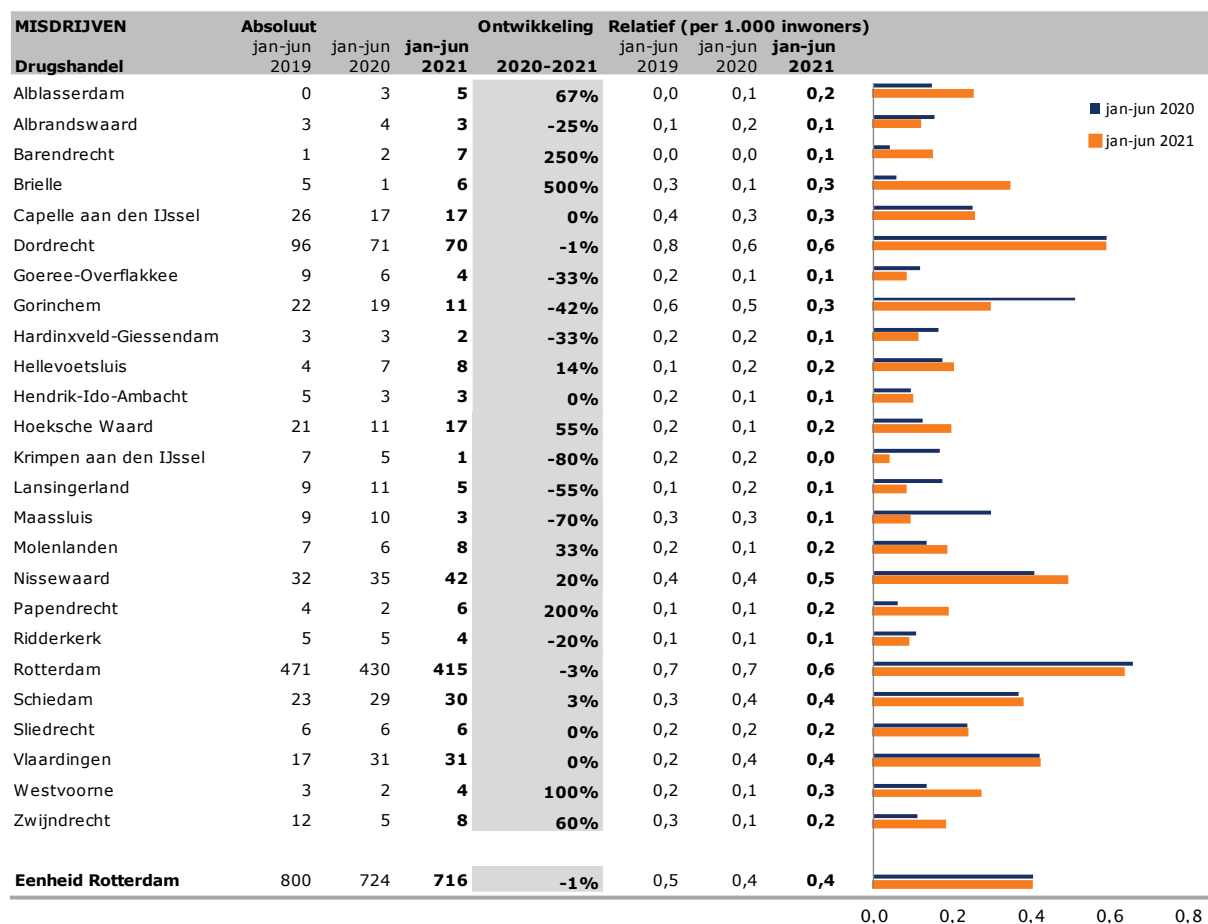 MISDRIJVEN Absoluut Ontwikkeling Relatief (per 1.000 inwoners)
jan-jun jan-jun jan-jun jan-jun jan-jun jan-jun
Drugshandel 2019 2020 2021 2020-2021 2019 2020 2021
Alblasserdam 0 3 5 67% 0,0 0,1 0,2
jan-jun 2020
Albrandswaard 3 4 3 -25% 0,1 0,2 0,1
jan-jun 2021
Barendrecht 1 2 7 250% 0,0 0,0 0,1
Brielle 5 1 6 500% 0,3 0,1 0,3
Capelle aan den IJssel 26 17 17 0% 0,4 0,3 0,3
Dordrecht 96 71 70 -1% 0,8 0,6 0,6
Goeree-Overflakkee 9 6 4 -33% 0,2 0,1 0,1
Gorinchem 22 19 11 -42% 0,6 0,5 0,3
Hardinxveld-Giessendam 3 3 2 -33% 0,2 0,2 0,1
Hellevoetsluis 4 7 8 14% 0,1 0,2 0,2
Hendrik-Ido-Ambacht 5 3 3 0% 0,2 0,1 0,1
Hoeksche Waard 21 11 17 55% 0,2 0,1 0,2
Krimpen aan den IJssel 7 5 1 -80% 0,2 0,2 0,0
Lansingerland 9 11 5 -55% 0,1 0,2 0,1
Maassluis 9 10 3 -70% 0,3 0,3 0,1
Molenlanden 7 6 8 33% 0,2 0,1 0,2
Nissewaard 32 35 42 20% 0,4 0,4 0,5
Papendrecht 4 2 6 200% 0,1 0,1 0,2
Ridderkerk 5 5 4 -20% 0,1 0,1 0,1
Rotterdam 471 430 415 -3% 0,7 0,7 0,6
Schiedam 23 29 30 3% 0,3 0,4 0,4
Sliedrecht 6 6 6 0% 0,2 0,2 0,2
Vlaardingen 17 31 31 0% 0,2 0,4 0,4
Westvoorne 3 2 4 100% 0,2 0,1 0,3
Zwijndrecht 12 5 8 60% 0,3 0,1 0,2
Eenheid Rotterdam 800 724 716 -1% 0,5 0,4 0,4
0,0 0,2 0,4 0,6 0,8